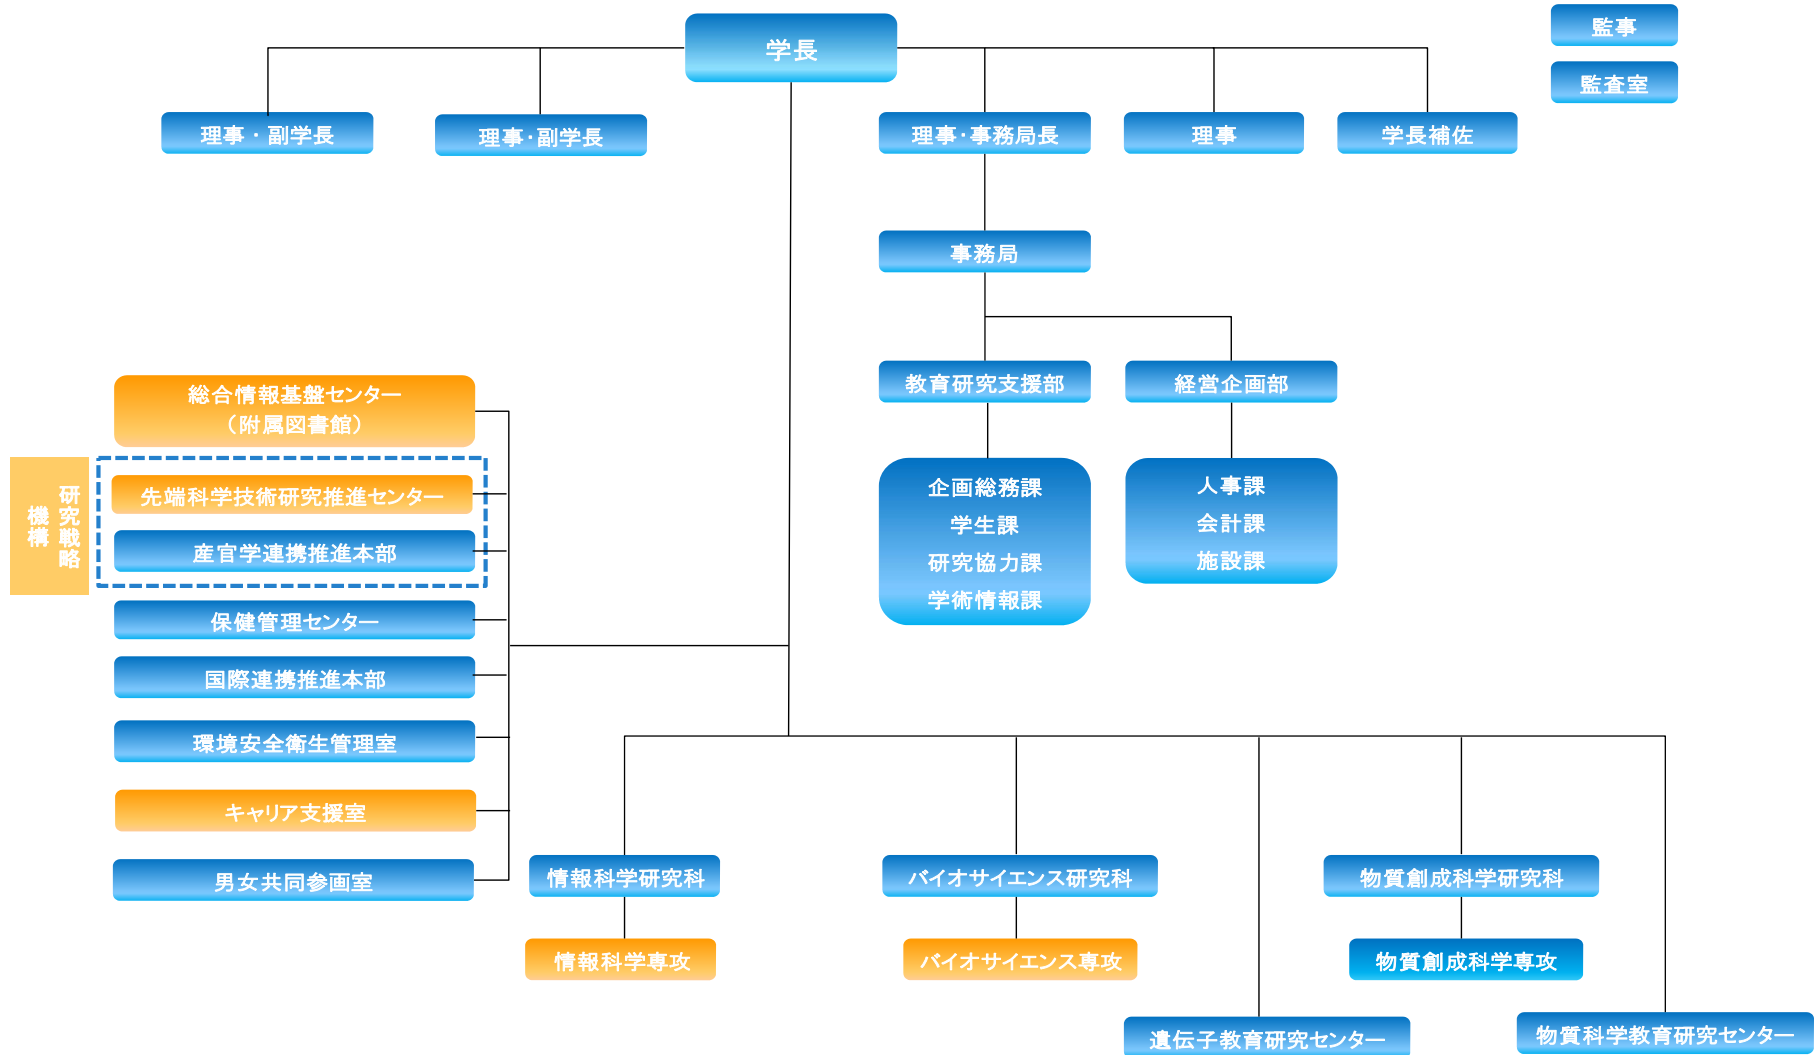 学長
監事
監査室
理事・副学長
理事・副学長
理事・事務局長
理事
学長補佐
事務局
教育研究支援部
経営企画部
企画総務課
学生課
研究協力課
学術情報課
人事課
会計課
施設課
総合情報基盤センター
（附属図書館）
研究戦略
機構
先端科学技術研究推進センター
産官学連携推進本部
保健管理センター
国際連携推進本部
環境安全衛生管理室
キャリア支援室
男女共同参画室
情報科学研究科
バイオサイエンス研究科
物質創成科学研究科
情報科学専攻
バイオサイエンス専攻
物質創成科学専攻
遺伝子教育研究センター
物質科学教育研究センター